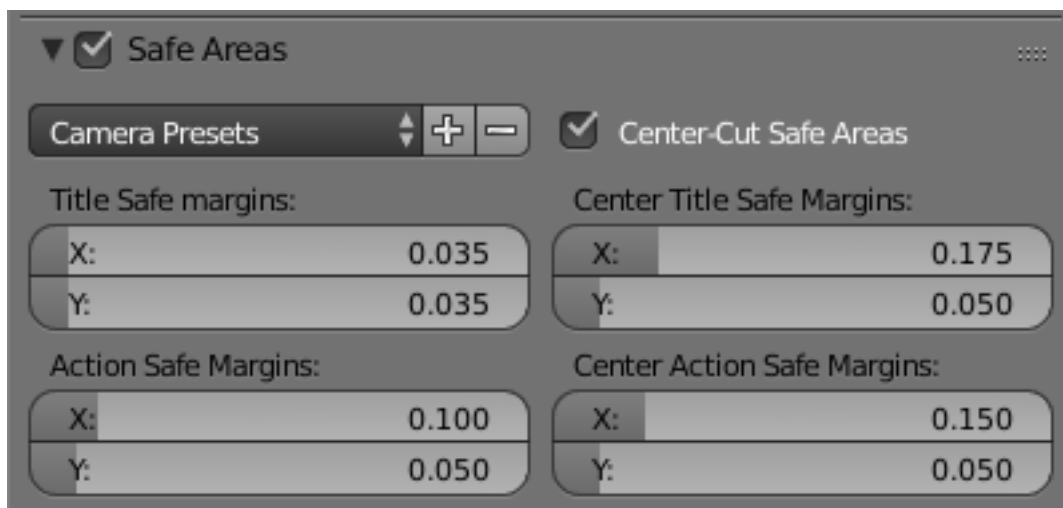 Safe Areas
Camera Presets
Center-Cut Safe Areas
Title Safe margins:
X: 0.035
Y: 0.035
Center Title Safe Margins:
X: 0.175
Y: 0.050
Action Safe Margins:
X: 0.100
Y: 0.050
Center Action Safe Margins:
X: 0.150
Y: 0.050